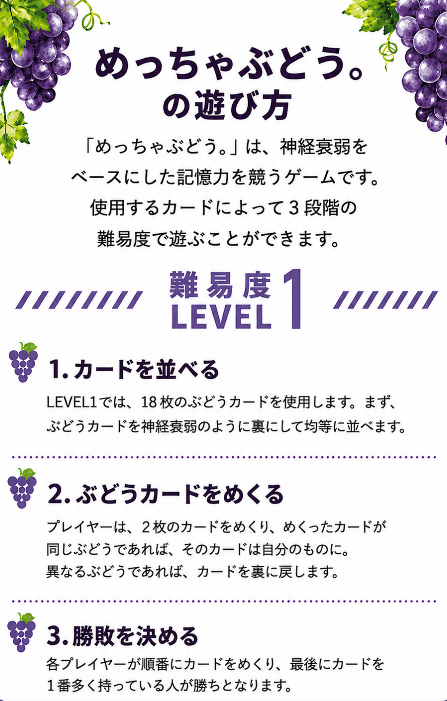 めっちゃぶどう。
の遊び方
「めっちゃぶどう。」は、神経衰弱を
ベースにした記憶力を競うゲームです。
使用するカードによって3段階の
難易度で遊ぶことができます。
難易度 1
LEVEL
1.カードを並べる
LEVEL1では、18枚のぶどうカードを使用します。まず、
ぶどうカードを神経衰弱のように裏にして均等に並べます。
2.ぶどうカードをめくる
プレイヤーは、2枚のカードをめくり、めくったカードが
同じぶどうであれば、そのカードは自分のものに。
異なるぶどうであれば、カードを裏に戻します。
3.勝敗を決める
各プレイヤーが順番にカードをめくり、最後にカードを
1番多く持っている人が勝ちとなります。